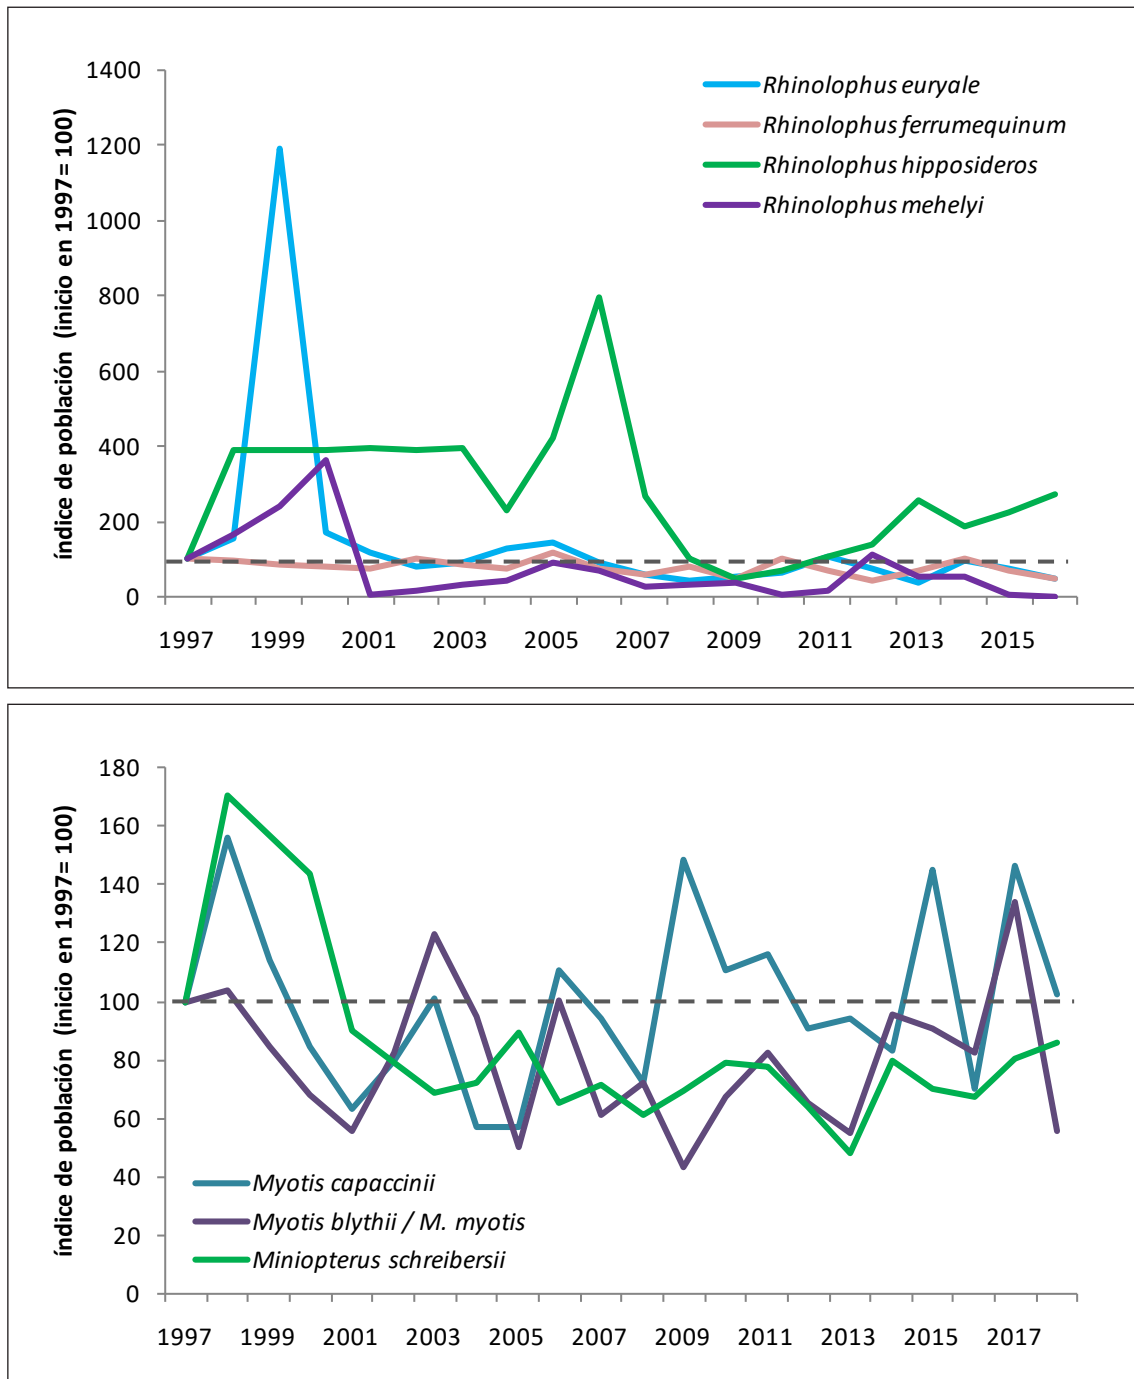 índice de población (inicio en 1997= 100)
1400
1200
1000
800
600
400
200
0
Rhinolophus euryale
Rhinolophus ferrumequinum
Rhinolophus hipposideros
Rhinolophus mehelyi
1997 1999 2001 2003 2005 2007 2009 2011 2013 2015
índice de población (inicio en 1997= 100)
180
160
140
120
100
80
60
40
20
0
Myotis capaccinii
Myotis blythii / M. myotis
Miniopterus schreibersii
1997 1999 2001 2003 2005 2007 2009 2011 2013 2015 2017